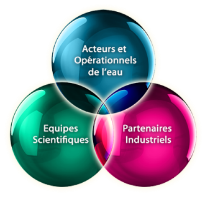 Acteurs et
Opérationnels
de l'eau
Equipes
Scientifiques
Partenaires
Industriels